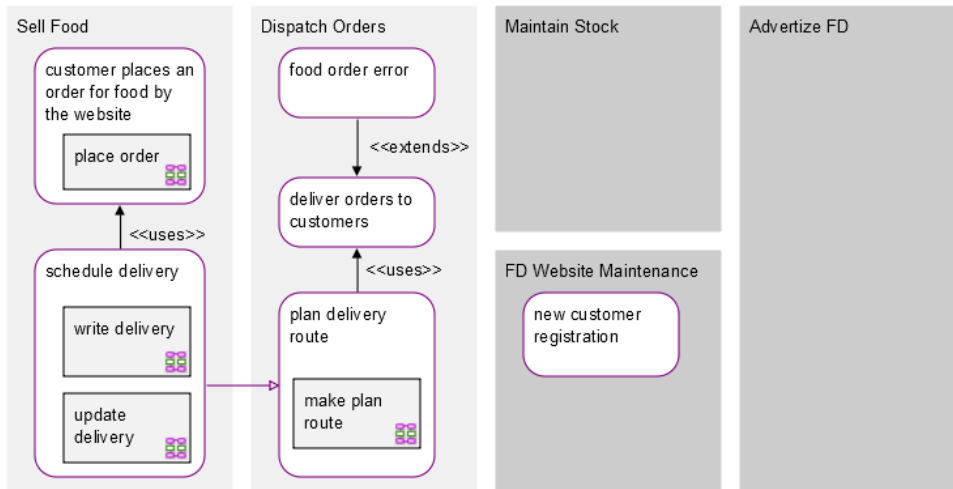 Sell Food
customer places an
order for food by
the website
place order
<<uses>>
schedule delivery
write delivery
update
delivery
Dispatch Orders
food order error
<<extends>>
deliver orders to
customers
<<uses>>
plan delivery
route
make plan
route
Maintain Stock
FD Website Maintenance
new customer
registration
Advertize FD